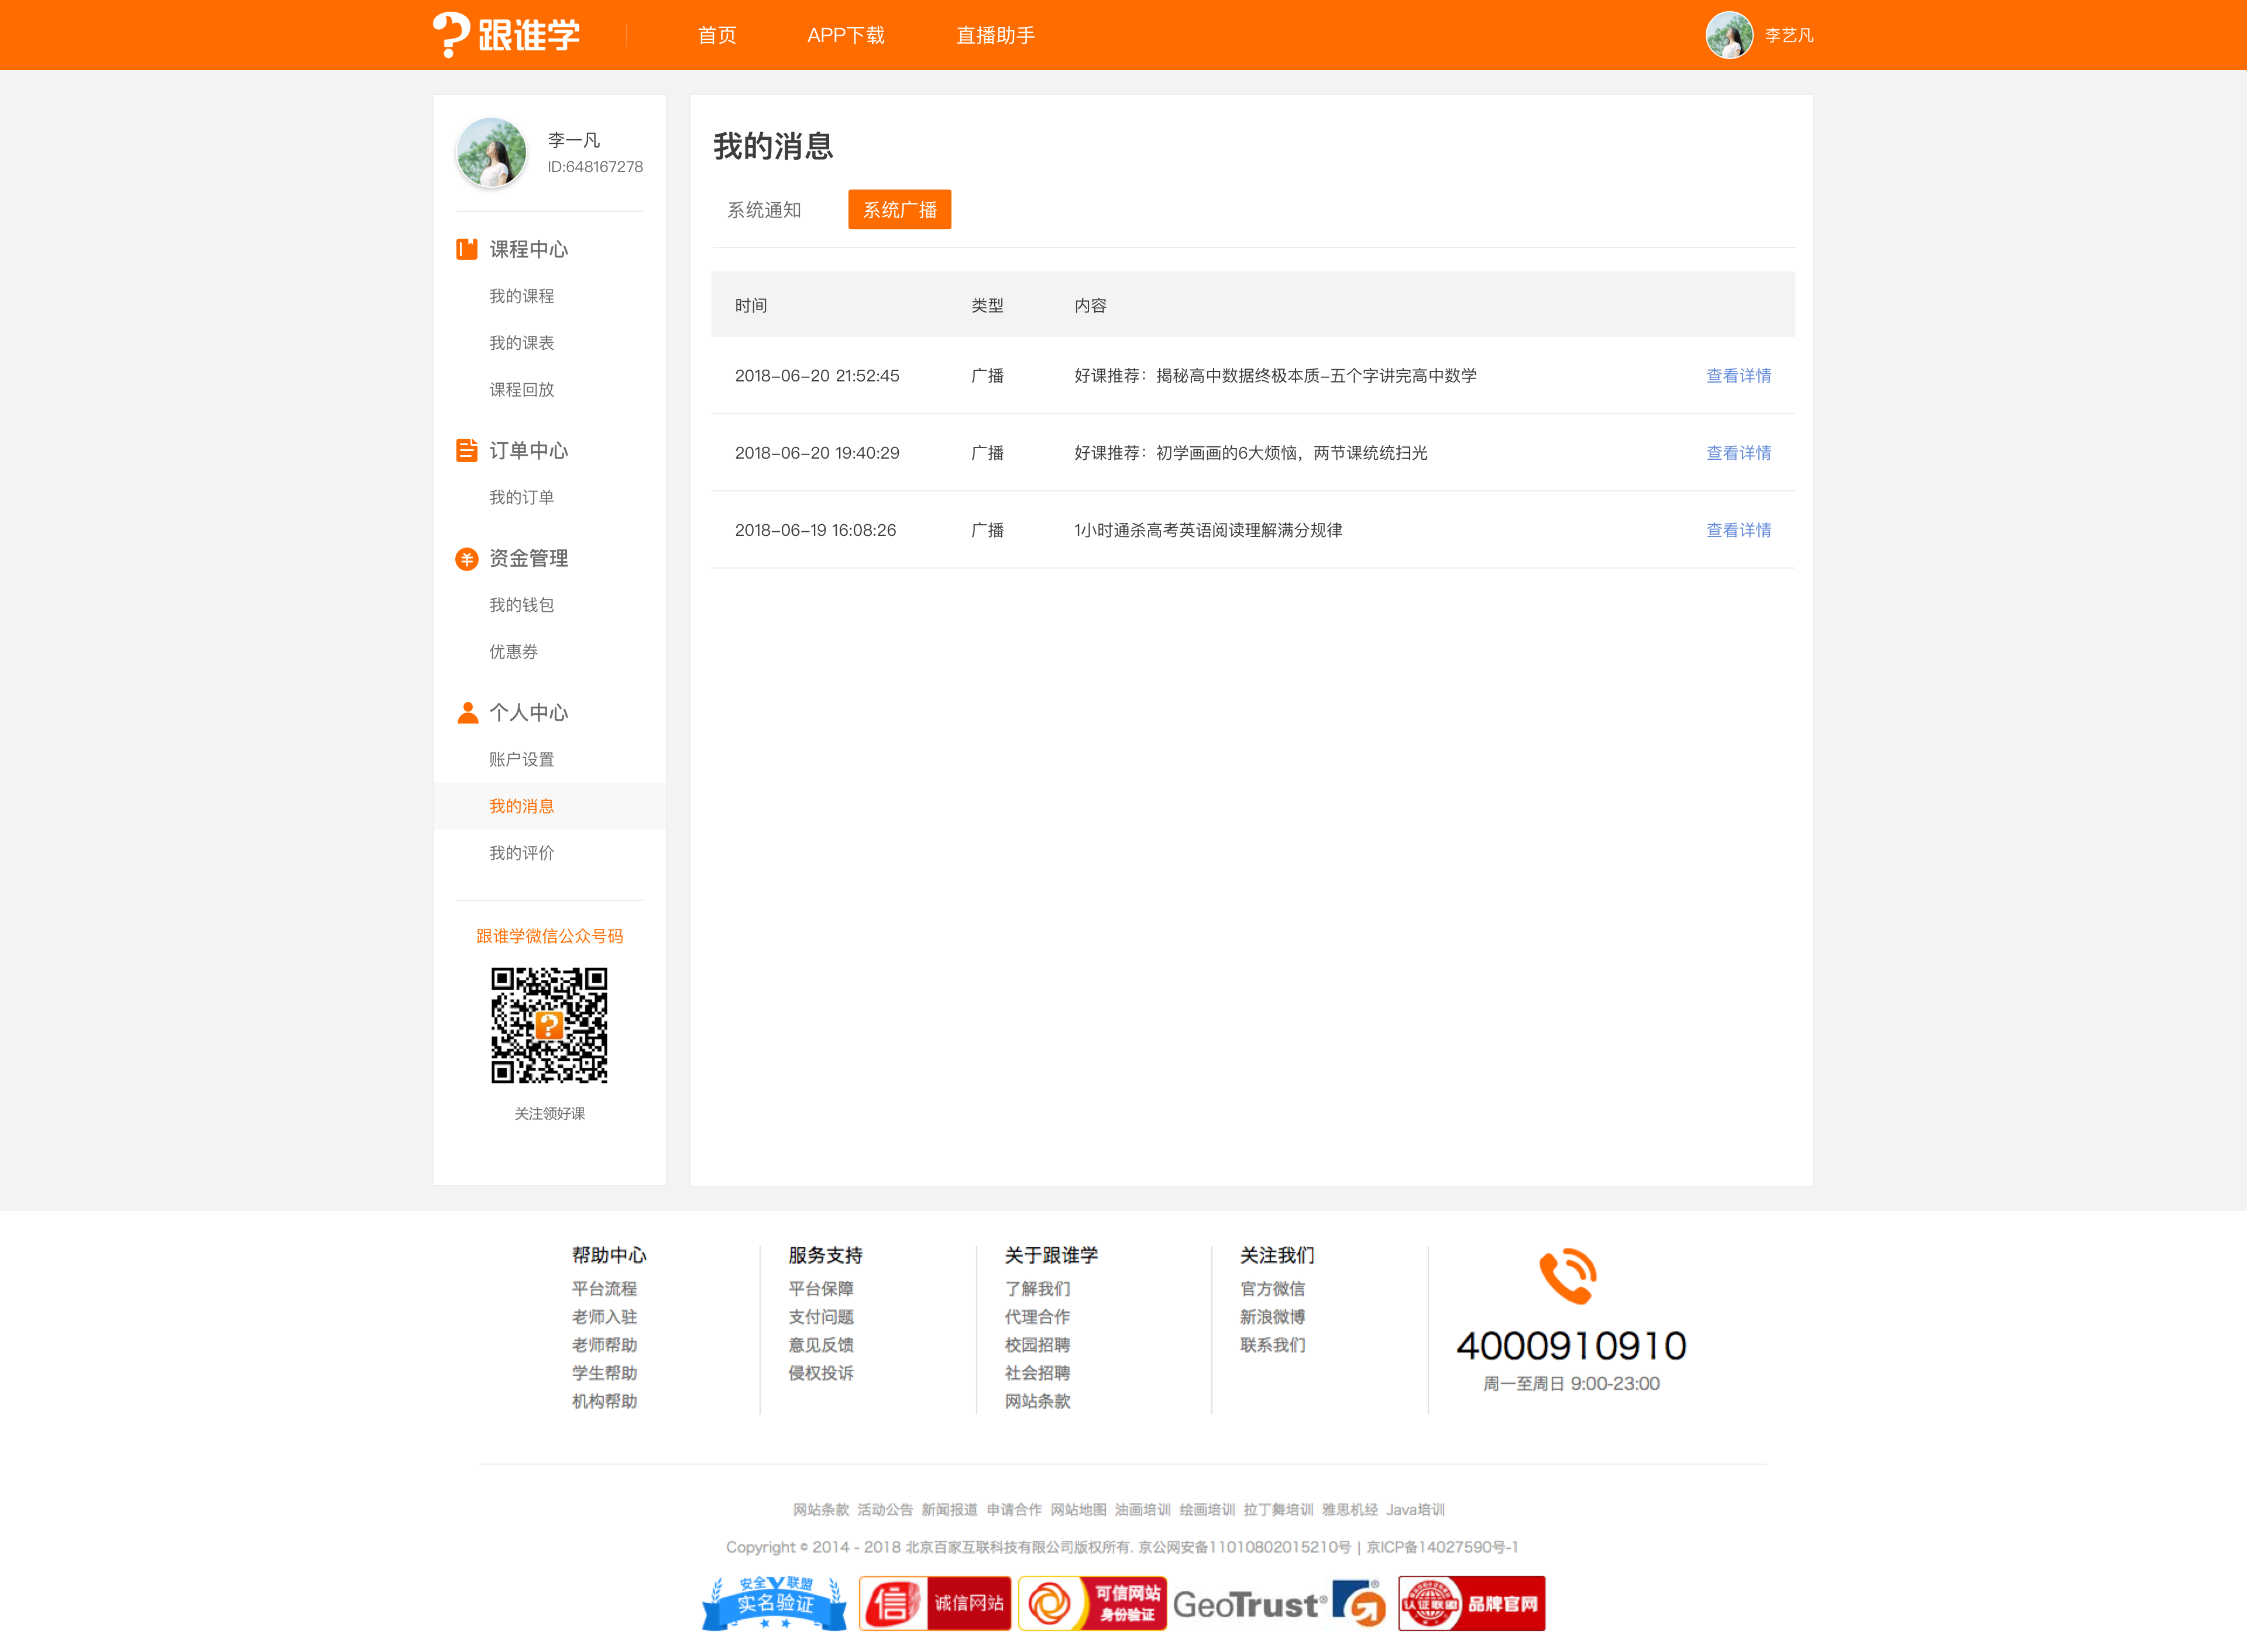 跟谁学
首页 APP下载 直播助手
李艺凡
李一凡
ID:648167278
课程中心
我的课程
我的课表
课程回放
订单中心
我的订单
资金管理
我的钱包
优惠券
个人中心
账户设置
我的消息
我的评价
跟谁学微信公众号码
关注领好课
我的消息
系统通知 系统广播
时间 类型 内容
2018-06-20 21:52:45 广播 好课推荐：揭秘高中数据终极本质-五个字讲完高中数学 查看详情
2018-06-20 19:40:29 广播 好课推荐：初学画画的6大烦恼，两节课统统扫光 查看详情
2018-06-19 16:08:26 广播 1小时通杀高考英语阅读理解满分规律 查看详情
帮助中心
平台流程
老师入驻
老师帮助
学生帮助
机构帮助
服务支持
平台保障
支付问题
意见反馈
侵权投诉
关于跟谁学
了解我们
代理合作
校园招聘
社会招聘
网站条款
关注我们
官方微信
新浪微博
联系我们
4000910910
周一至周日 9:00-23:00
网站条款 活动公告 新闻报道 申请合作 网站地图 油画培训 绘画培训 拉丁舞培训 雅思机经 Java培训
Copyright © 2014 - 2018 北京百家互联科技有限公司版权所有. 京公网安备11010802015210号 | 京ICP备14027590号-1
安全联盟
实名验证
信 诚信网站
可信网站
身份验证
GeoTrust®
认证联盟 品牌官网